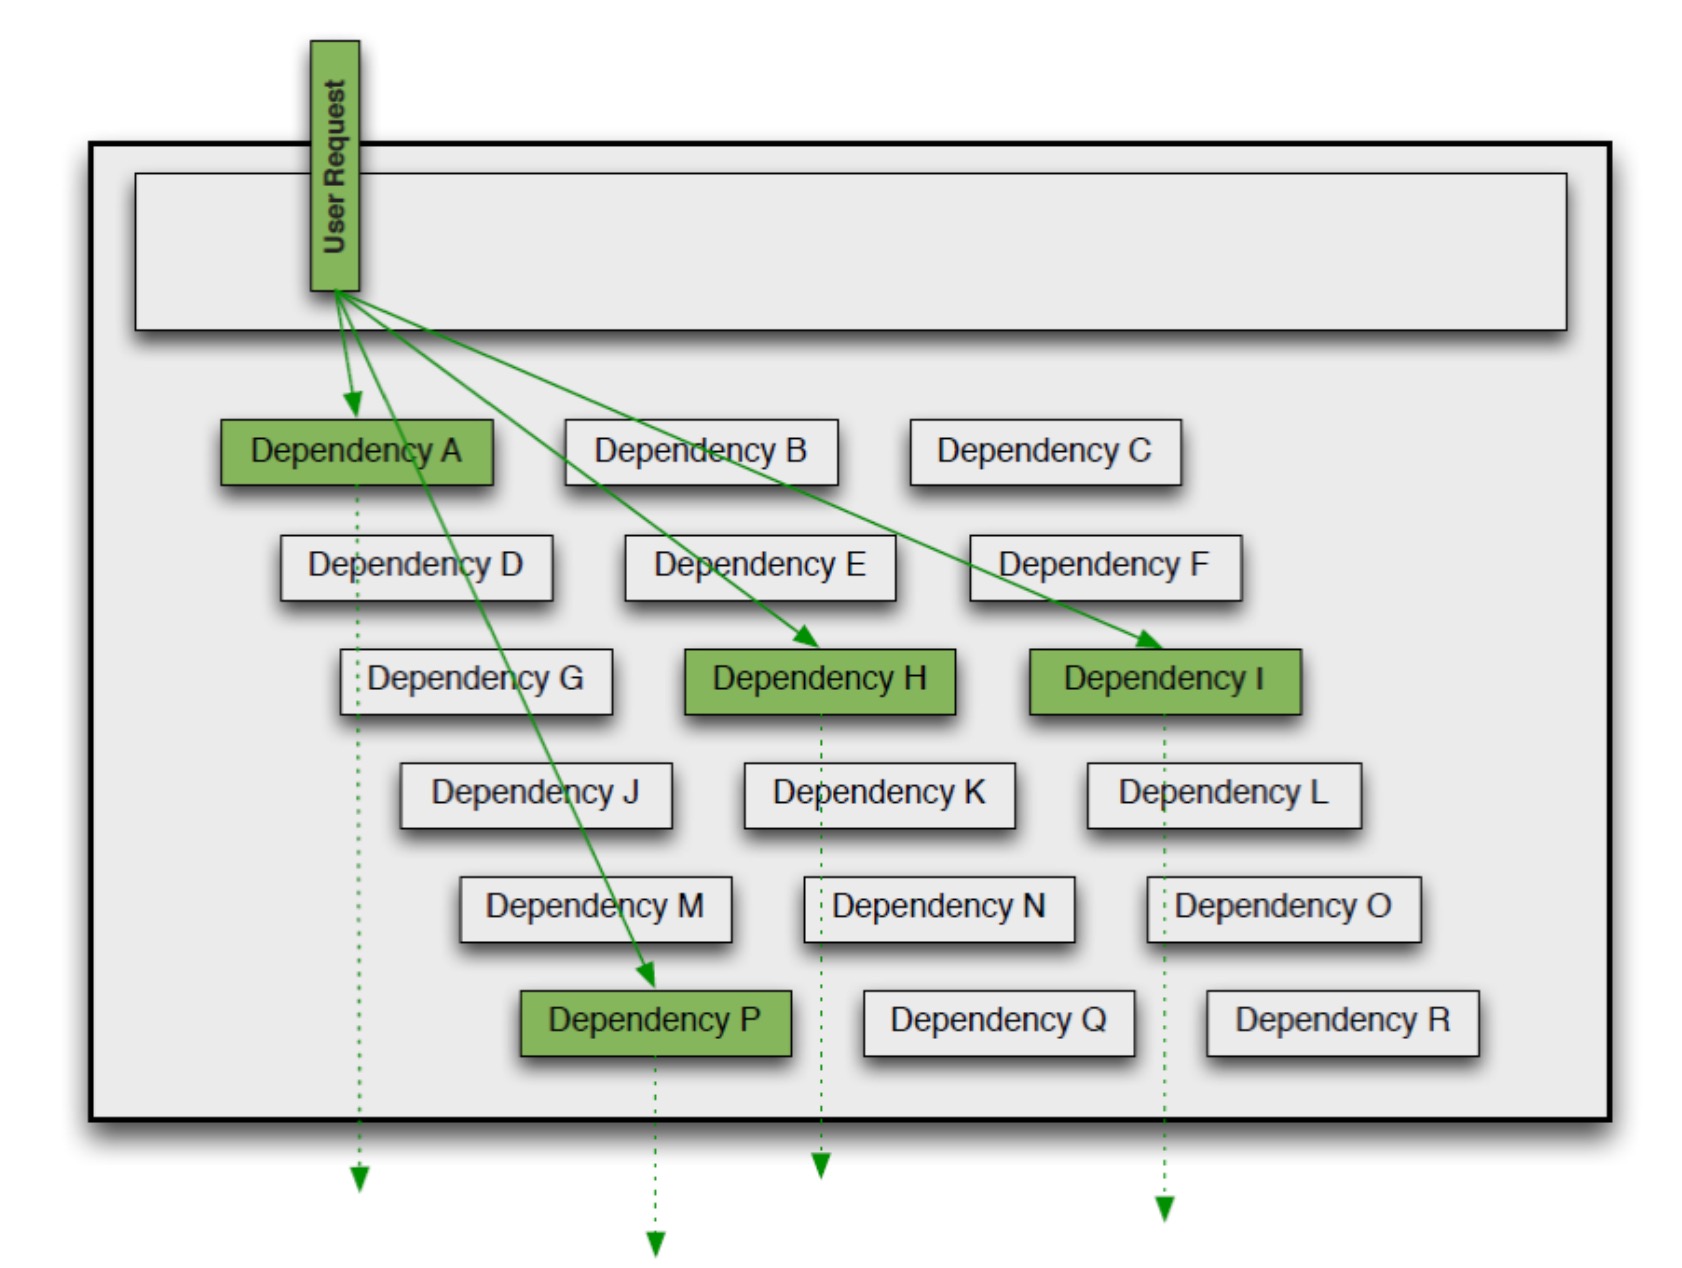 User Request
Dependency A
Dependency B
Dependency C
Dependency D
Dependency E
Dependency F
Dependency G
Dependency H
Dependency I
Dependency J
Dependency K
Dependency L
Dependency M
Dependency N
Dependency O
Dependency P
Dependency Q
Dependency R